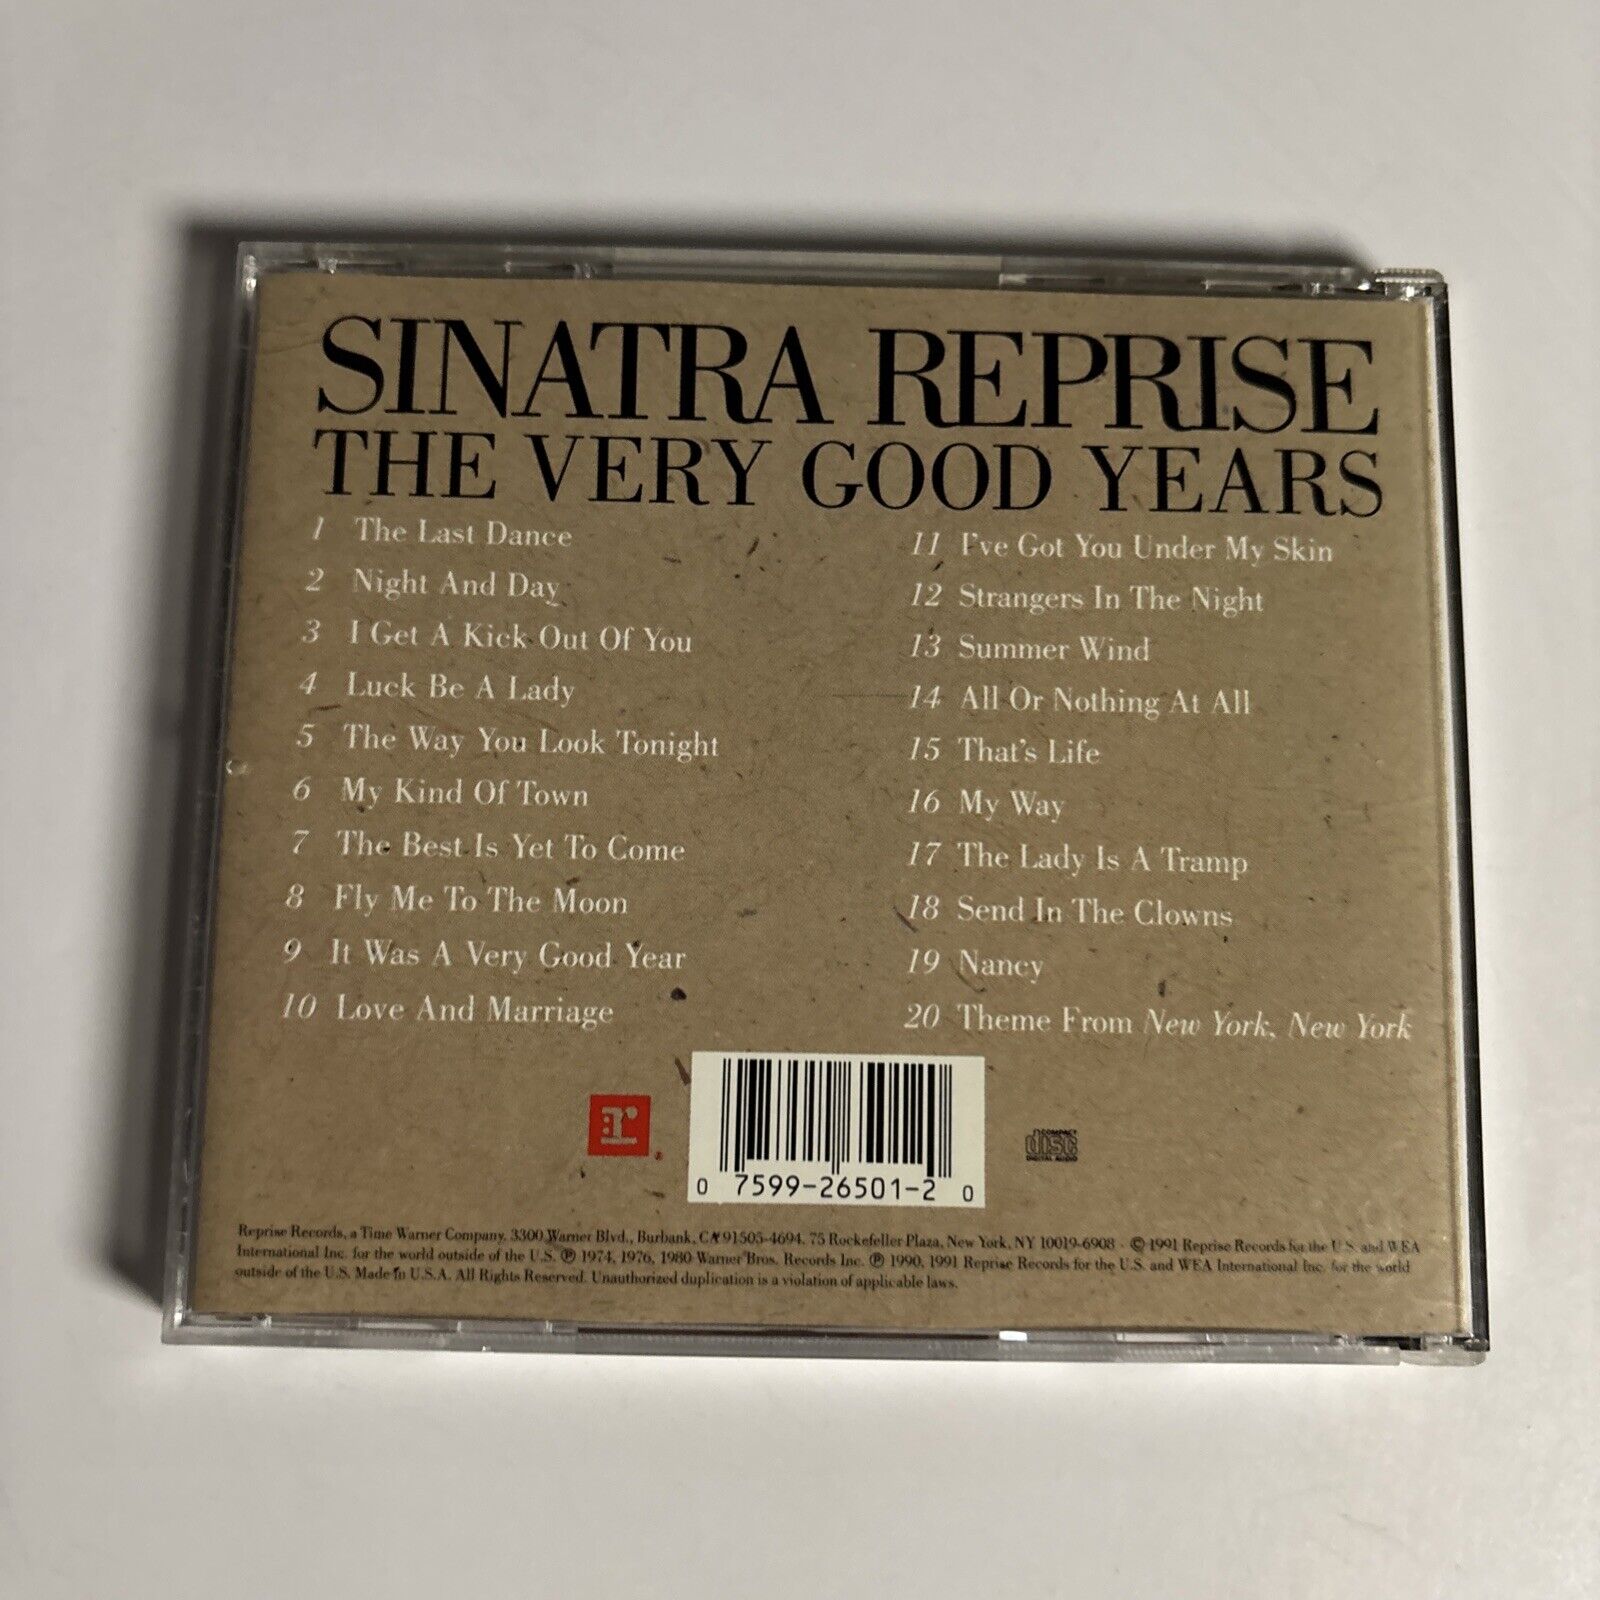 SINATRA REPRISE
THE VERY GOOD YEARS
1 The Last Dance
2 Night And Day
3 I Get A Kick Out Of You
4 Luck Be A Lady
5 The Way You Look Tonight
6 My Kind Of Town
7 The Best Is Yet To Come
8 Fly Me To The Moon
9 It Was A Very Good Year
10 Love And Marriage
11 I've Got You Under My Skin
12 Strangers In The Night
13 Summer Wind
14 All Or Nothing At All
15 That's Life
16 My Way
17 The Lady Is A Tramp
18 Send In The Clowns
19 Nancy
20 Theme From New York, New York
r ®
0 7599-26501-2 0
COMPACT
disc
DIGITAL AUDIO
Reprise Records, a Time Warner Company, 3300 Warner Blvd., Burbank, CA 91505-4694. 75 Rockefeller Plaza, New York, NY 10019-6908 · © 1991 Reprise Records for the U.S. and WEA
International Inc. for the world outside of the U.S. ℗ 1974, 1976, 1980 Warner Bros. Records Inc. ℗ 1990, 1991 Reprise Records for the U.S. and WEA International Inc. for the world
outside of the U.S. Made in U.S.A. All Rights Reserved. Unauthorized duplication is a violation of applicable laws.